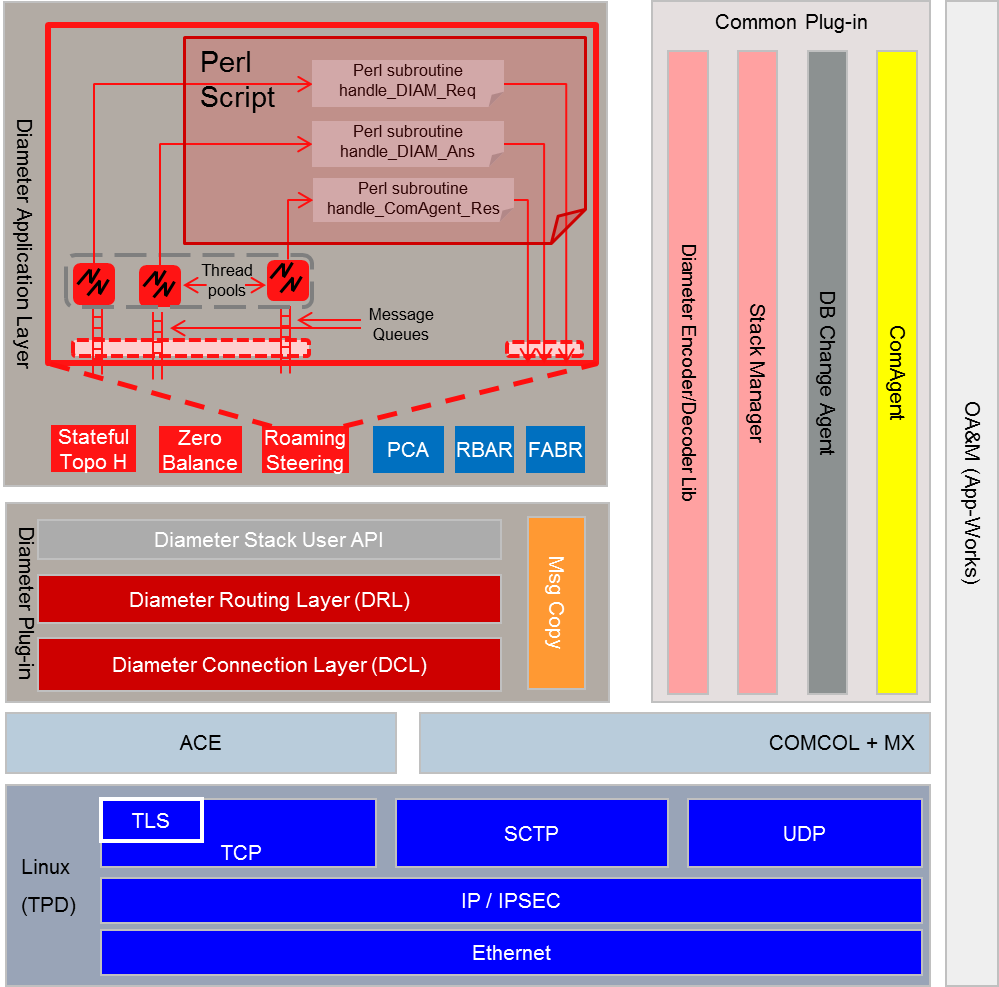 Diameter Application Layer
Perl
Script
Perl subroutine
handle_DIAM_Req
Perl subroutine
handle_DIAM_Ans
Perl subroutine
handle_ComAgent_Res
Thread
pools
Message
Queues
Stateful
Topo H
Zero
Balance
Roaming
Steering
PCA
RBAR
FABR
Common Plug-in
Diameter Encoder/Decoder Lib
Stack Manager
DB Change Agent
ComAgent
OA&M (App-Works)
Diameter Plug-in
Diameter Stack User API
Diameter Routing Layer (DRL)
Diameter Connection Layer (DCL)
Msg Copy
ACE
COMCOL + MX
Linux
(TPD)
TLS
TCP
SCTP
UDP
IP / IPSEC
Ethernet